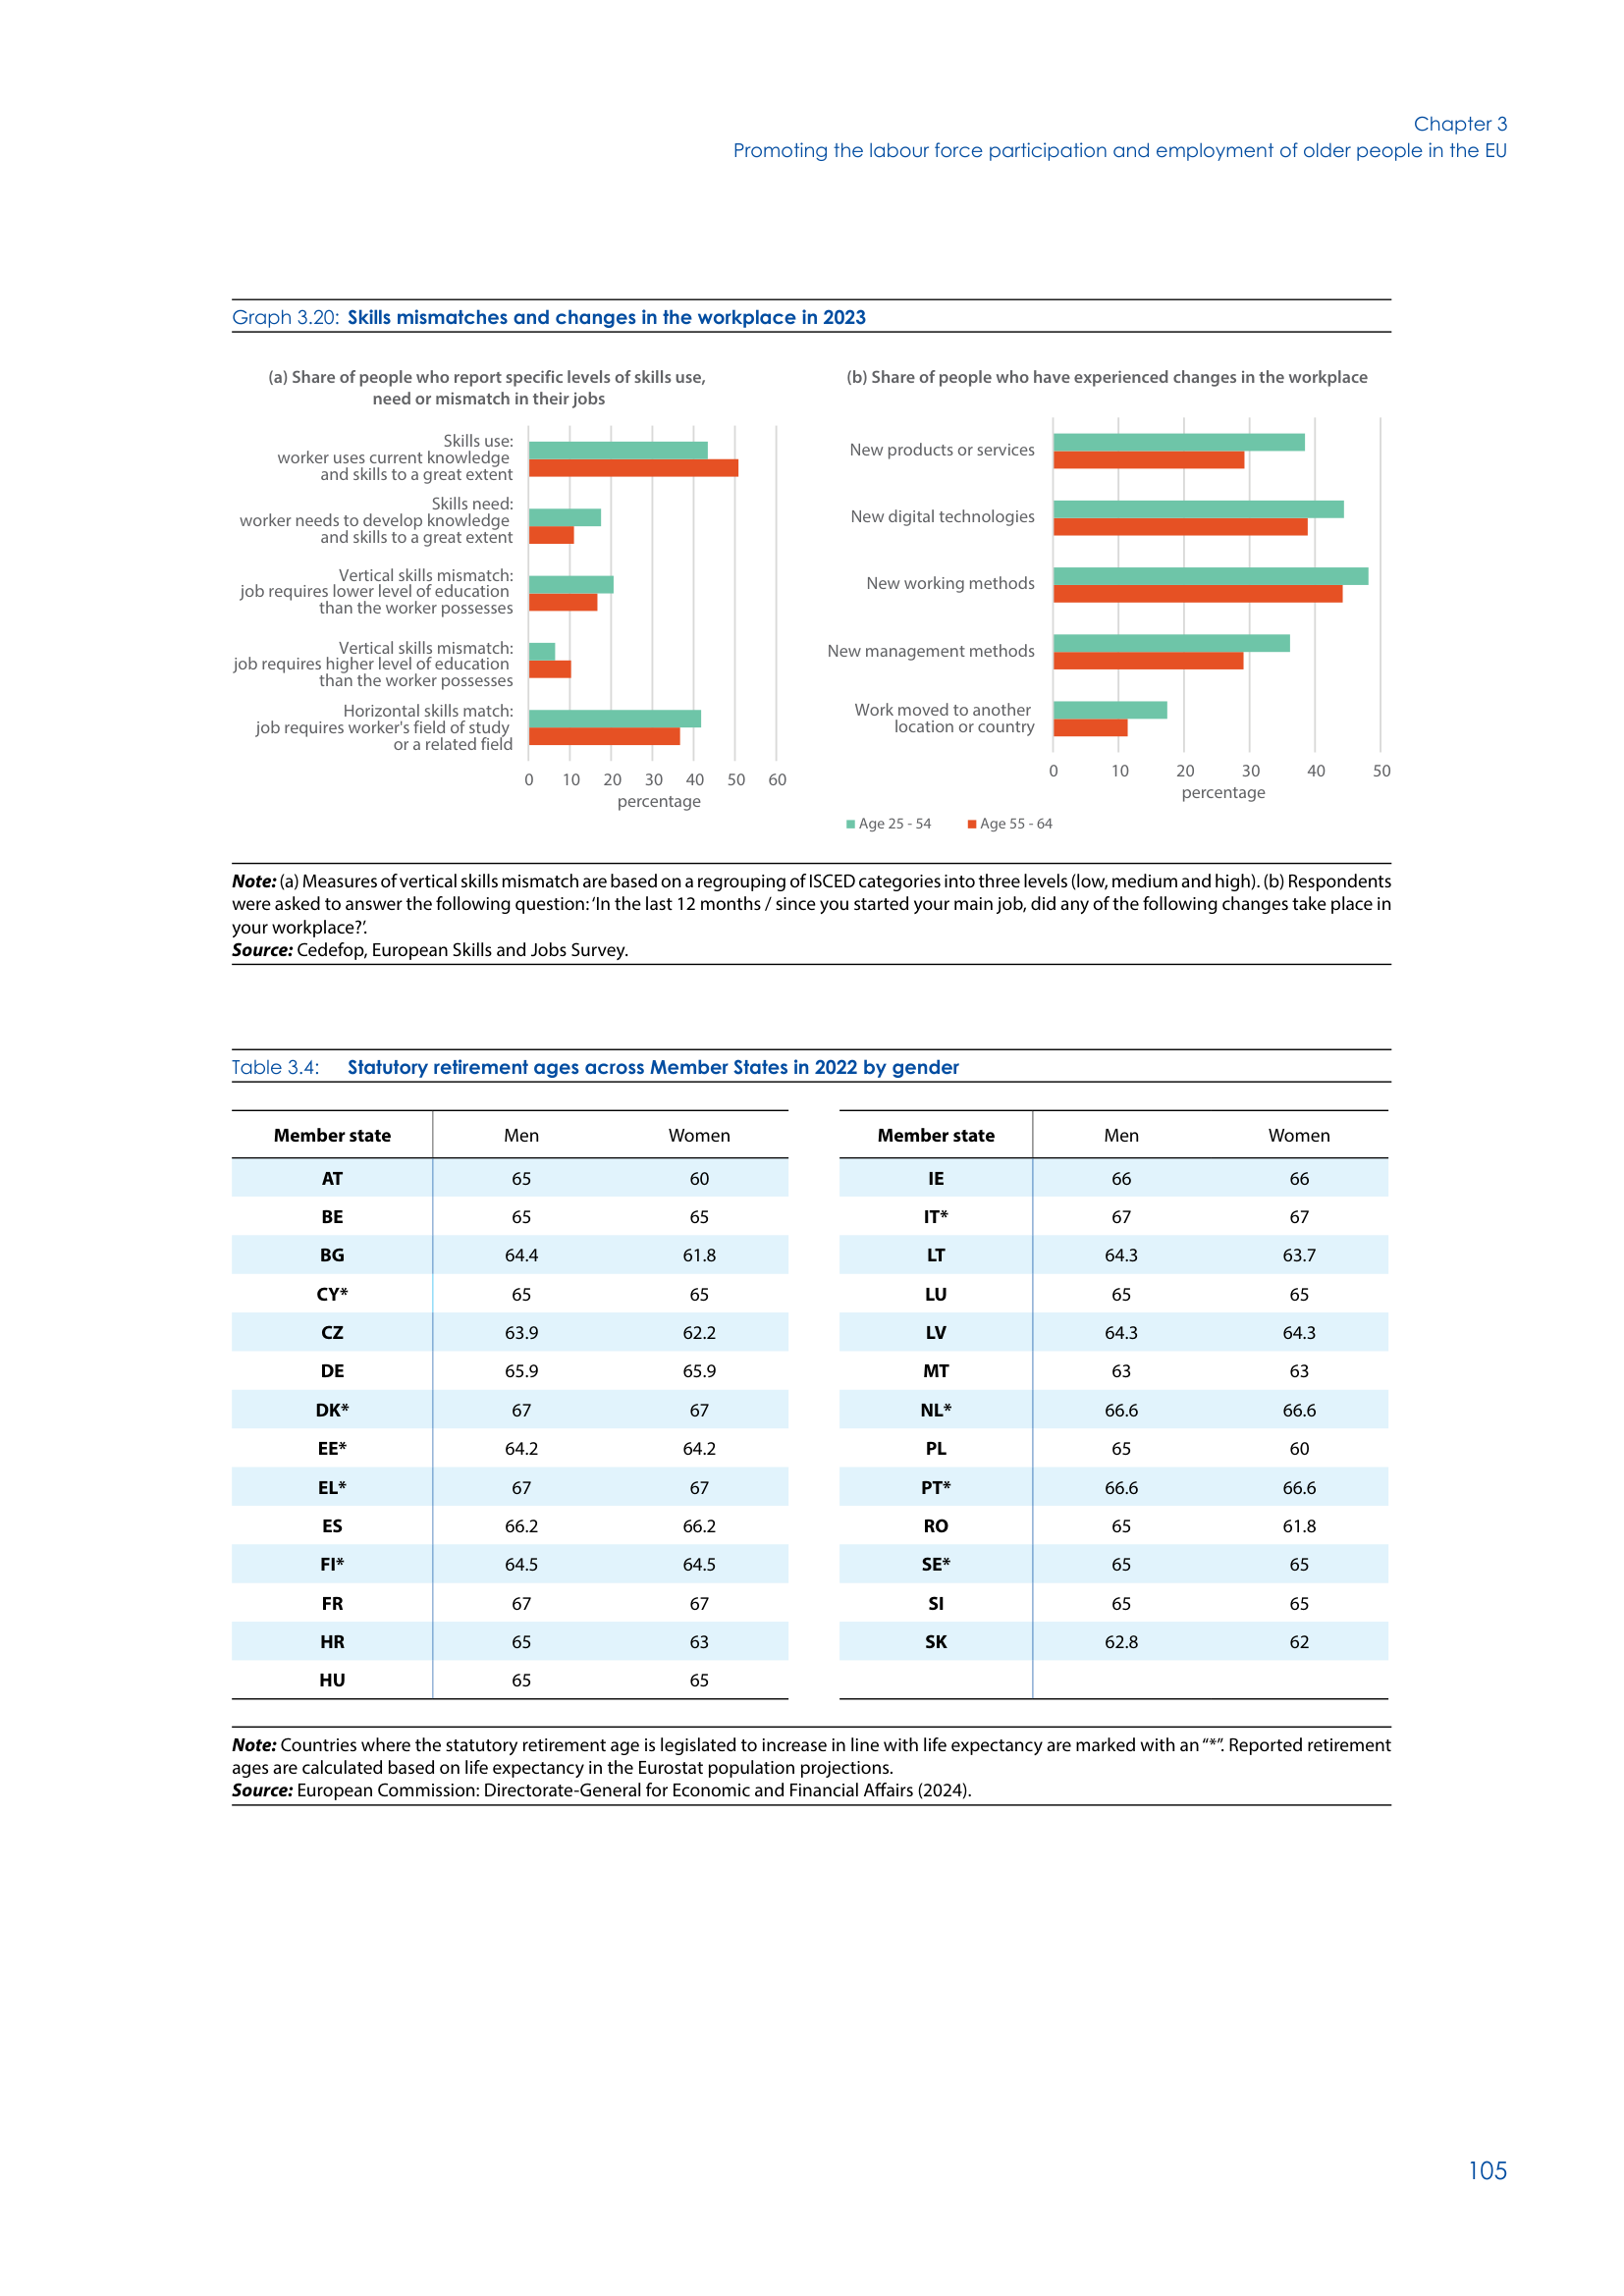 Chapter 3
Promoting the labour force participation and employment of older people in the EU
Graph 3.20: Skills mismatches and changes in the workplace in 2023
(a) Share of people who report specific levels of skills use,
need or mismatch in their jobs
Skills use:
worker uses current knowledge
and skills to a great extent
Skills need:
worker needs to develop knowledge
and skills to a great extent
Vertical skills mismatch:
job requires lower level of education
than the worker possesses
Vertical skills mismatch:
job requires higher level of education
than the worker possesses
Horizontal skills match:
job requires worker's field of study
or a related field
0 10 20 30 40 50 60
percentage
(b) Share of people who have experienced changes in the workplace
New products or services
New digital technologies
New working methods
New management methods
Work moved to another
location or country
0 10 20 30 40 50
percentage
Age 25 - 54 Age 55 - 64
Note: (a) Measures of vertical skills mismatch are based on a regrouping of ISCED categories into three levels (low, medium and high). (b) Respondents
were asked to answer the following question: ‘In the last 12 months / since you started your main job, did any of the following changes take place in
your workplace?’.
Source: Cedefop, European Skills and Jobs Survey.
Table 3.4: Statutory retirement ages across Member States in 2022 by gender
Member state Men Women
AT 65 60
BE 65 65
BG 64.4 61.8
CY* 65 65
CZ 63.9 62.2
DE 65.9 65.9
DK* 67 67
EE* 64.2 64.2
EL* 67 67
ES 66.2 66.2
FI* 64.5 64.5
FR 67 67
HR 65 63
HU 65 65
Member state Men Women
IE 66 66
IT* 67 67
LT 64.3 63.7
LU 65 65
LV 64.3 64.3
MT 63 63
NL* 66.6 66.6
PL 65 60
PT* 66.6 66.6
RO 65 61.8
SE* 65 65
SI 65 65
SK 62.8 62
Note: Countries where the statutory retirement age is legislated to increase in line with life expectancy are marked with an “*”. Reported retirement
ages are calculated based on life expectancy in the Eurostat population projections.
Source: European Commission: Directorate-General for Economic and Financial Affairs (2024).
105